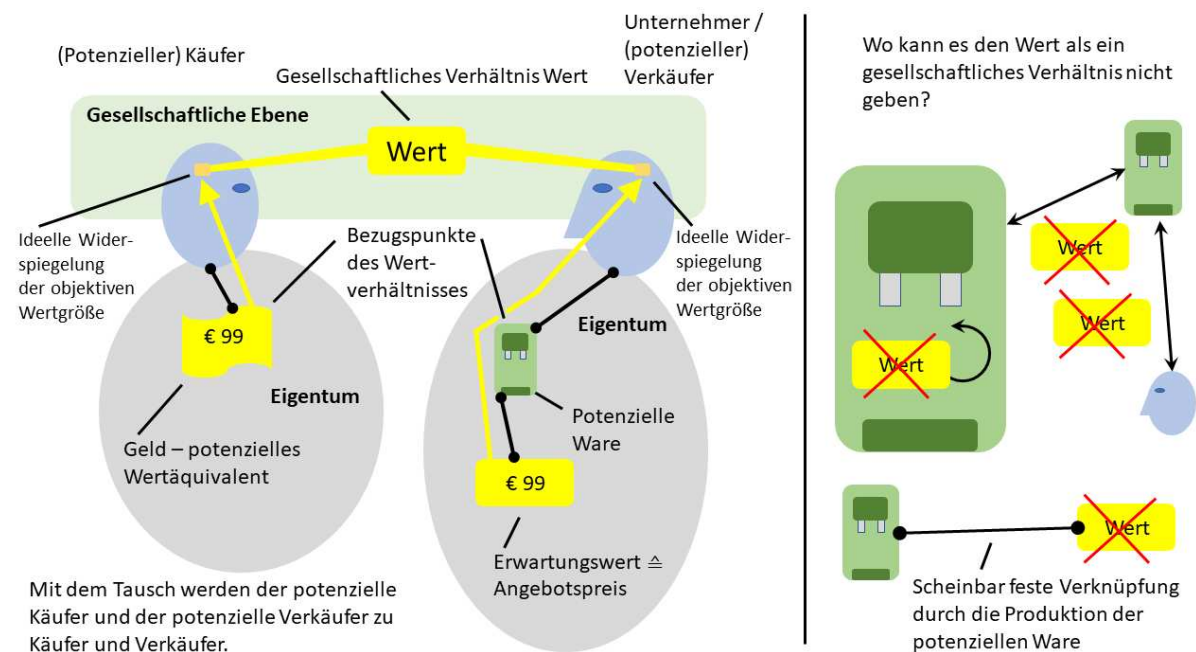 (Potenzieller) Käufer
Unternehmer /
(potenzieller)
Verkäufer
Gesellschaftliches Verhältnis Wert
Gesellschaftliche Ebene
Wert
Ideelle Wider-
spiegelung
der objektiven
Wertgröße
Bezugspunkte
des Wert-
verhältnisses
Ideelle Wider-
spiegelung
der objektiven
Wertgröße
€ 99
Eigentum
Eigentum
Geld – potenzielles
Wertäquivalent
Potenzielle
Ware
€ 99
Erwartungswert ≙
Angebotspreis
Mit dem Tausch werden der potenzielle
Käufer und der potenzielle Verkäufer zu
Käufer und Verkäufer.
Wo kann es den Wert als ein
gesellschaftliches Verhältnis nicht
geben?
Wert
Wert
Wert
Wert
Scheinbar feste Verknüpfung
durch die Produktion der
potenziellen Ware